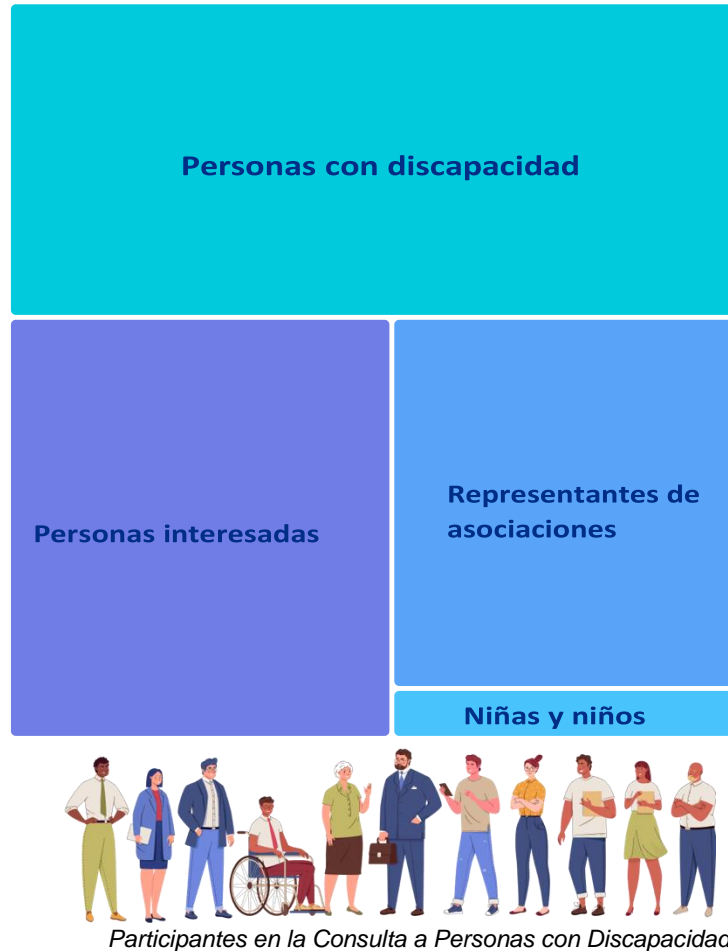 Personas con discapacidad
Personas interesadas
Representantes de
asociaciones
Niñas y niños
Participantes en la Consulta a Personas con Discapacidad